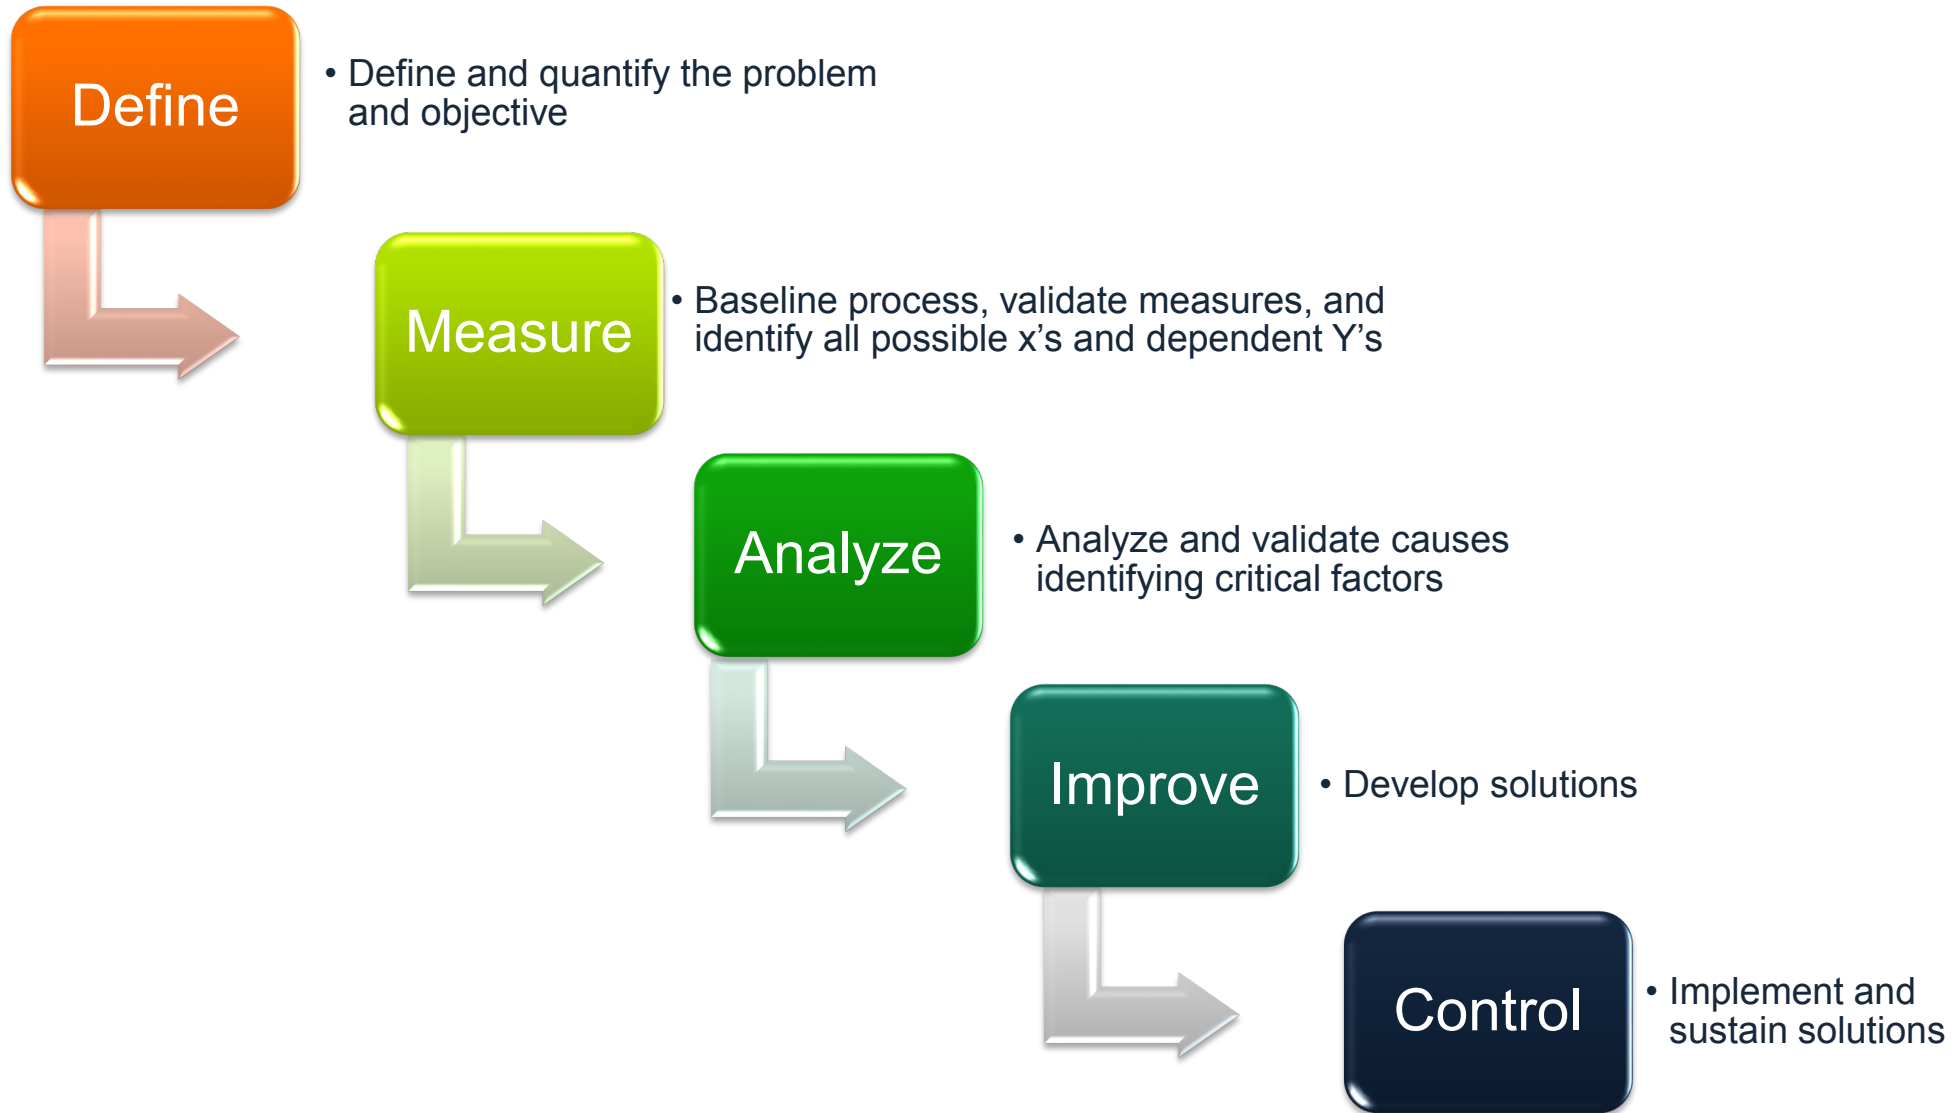 Define
• Define and quantify the problem
and objective
Measure
• Baseline process, validate measures, and
identify all possible x’s and dependent Y’s
Analyze
• Analyze and validate causes
identifying critical factors
Improve
• Develop solutions
Control
• Implement and
sustain solutions